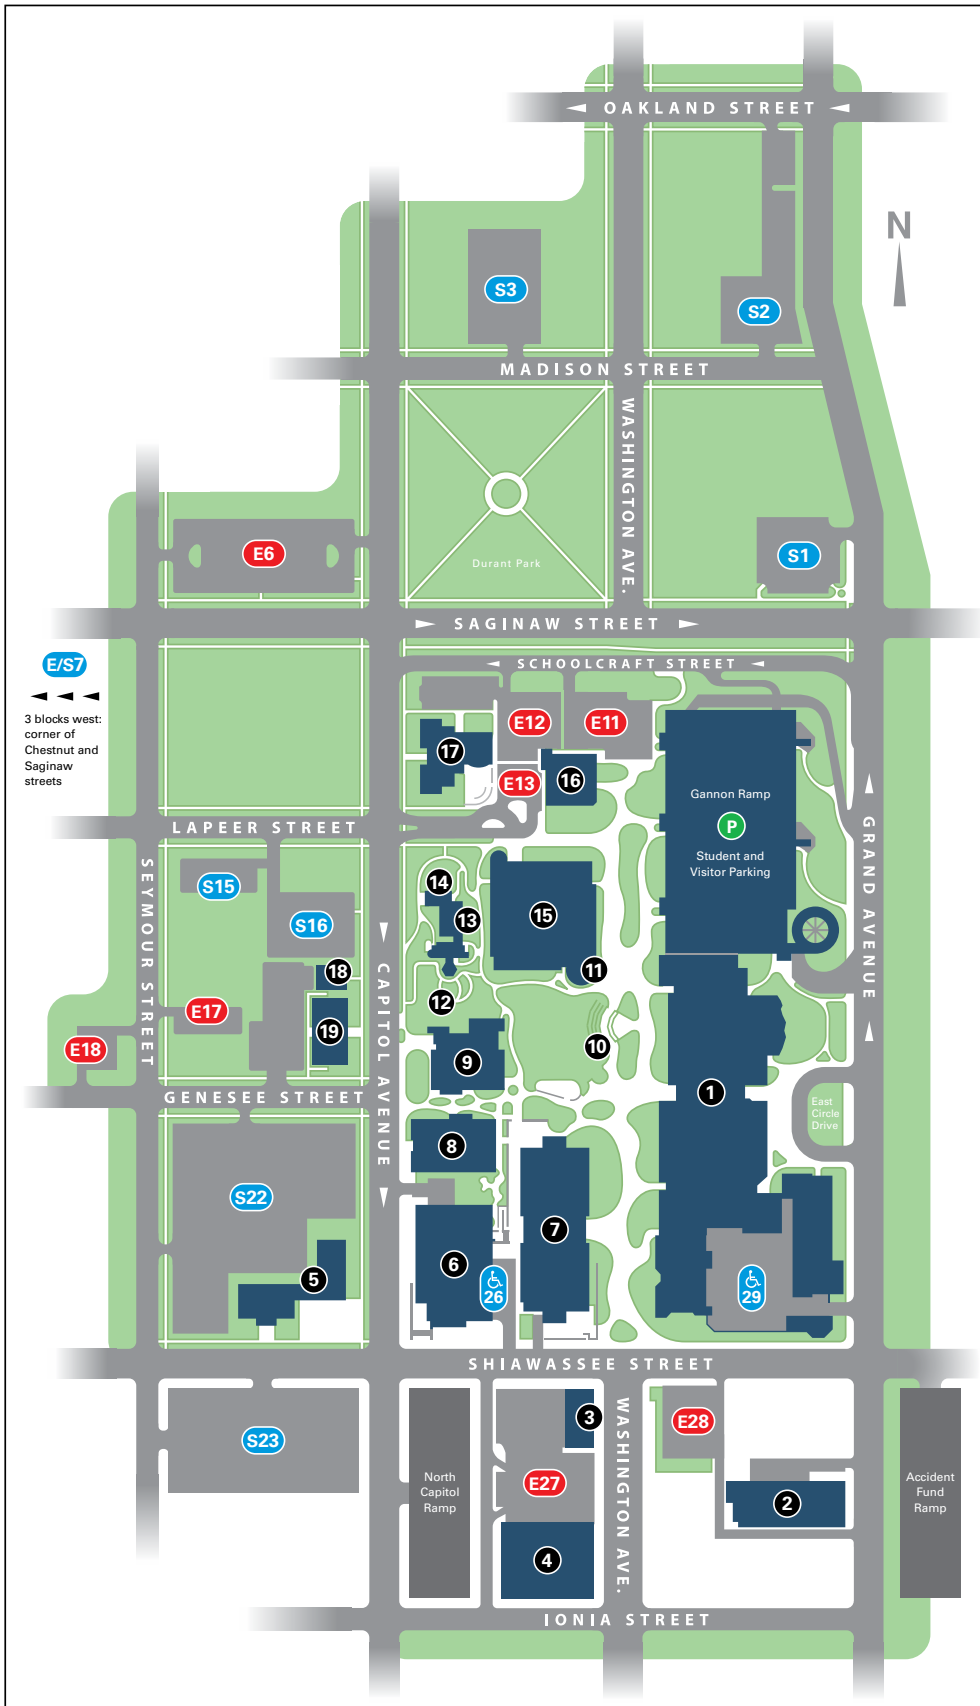 OAKLAND STREET
N
S3
S2
MADISON STREET
WASHINGTON AVE.
Durant Park
E6
S1
SAGINAW STREET
E/S7
3 blocks west:
corner of
Chestnut and
Saginaw
streets
SCHOOLCRAFT STREET
E12
E11
17
E13
16
Gannon Ramp
P
Student and
Visitor Parking
LAPEER STREET
GRAND AVENUE
SEYMOUR STREET
S15
S16
14
13
15
CAPITOL AVENUE
18
11
12
E17
19
E18
9
10
1
GENESEE STREET
East
Circle
Drive
8
S22
7
6
5
26
29
SHIAWASSEE STREET
S23
3
WASHINGTON AVE.
E28
North
Capitol
Ramp
E27
2
Accident
Fund
Ramp
4
IONIA STREET